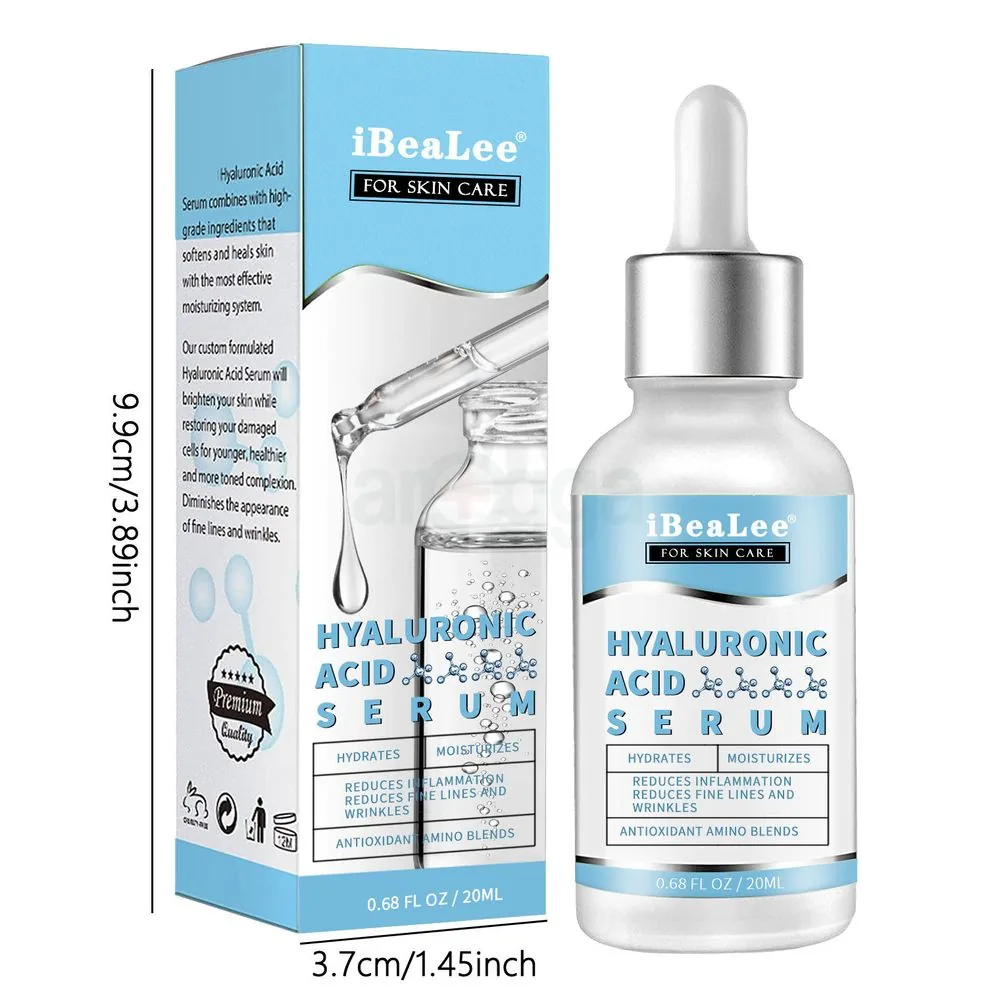 iBeaLee®
FOR SKIN CARE
Hyaluronic Acid
Serum combines with high-
grade ingredients that
softens and heals skin
with the most effective
moisturizing system.
Our custom formulated
Hyaluronic Acid Serum will
brighten your skin while
restoring your damaged
cells for younger, healthier
and more toned complexion.
Diminishes the appearance
of fine lines and wrinkles.
Premium
Quality
12M
HYALURONIC
ACID
SERUM
HYDRATES
MOISTURIZES
REDUCES INFLAMMATION
REDUCES FINE LINES AND
WRINKLES
ANTIOXIDANT AMINO BLENDS
0.68 FL OZ / 20ML
iBeaLee®
FOR SKIN CARE
HYALURONIC
ACID
SERUM
HYDRATES
MOISTURIZES
REDUCES INFLAMMATION
REDUCES FINE LINES AND
WRINKLES
ANTIOXIDANT AMINO BLENDS
0.68 FL OZ / 20ML
9.9cm/3.89inch
3.7cm/1.45inch